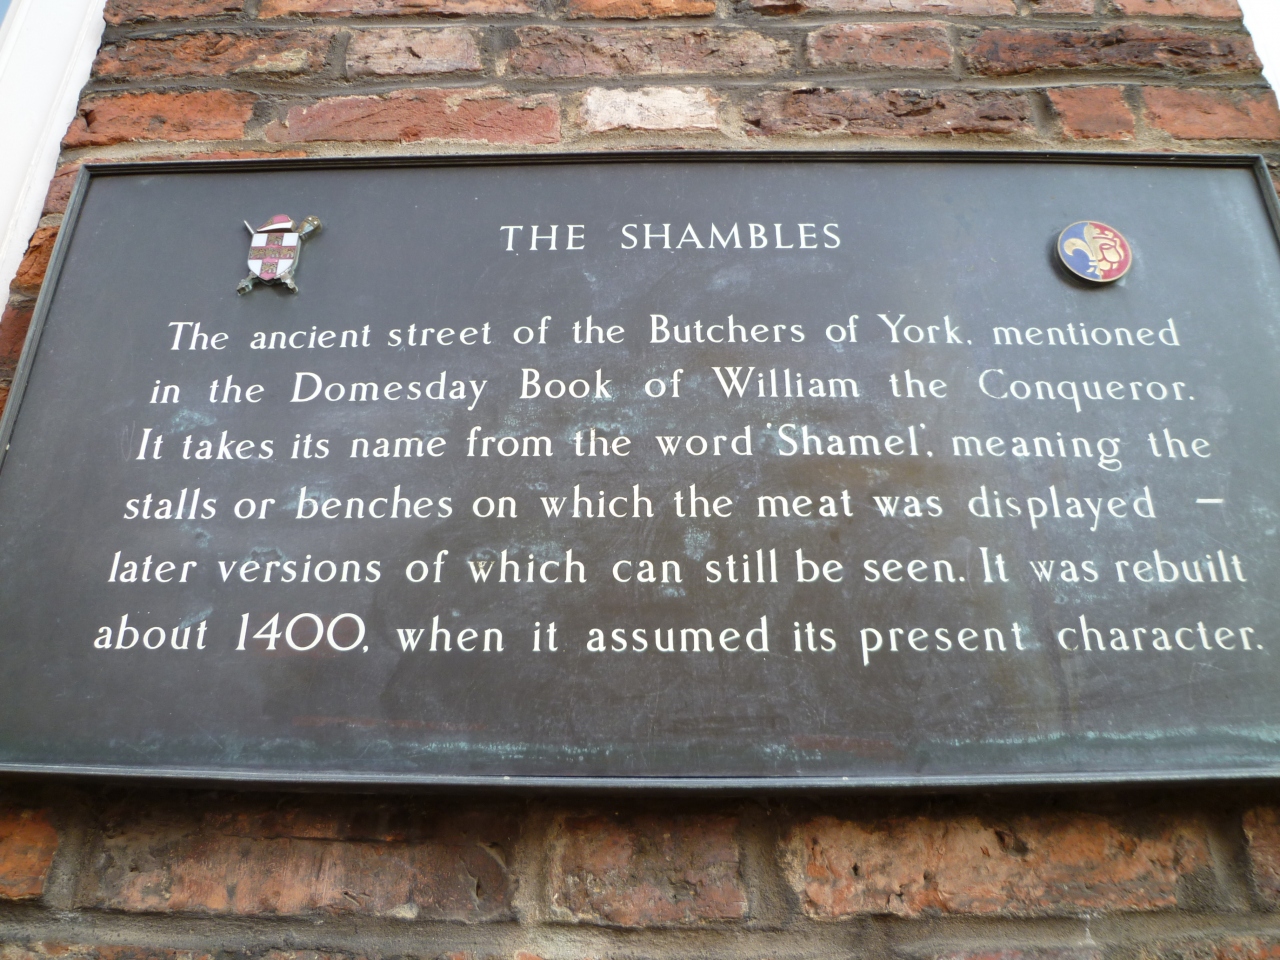 THE SHAMBLES
The ancient street of the Butchers of York, mentioned
in the Domesday Book of William the Conqueror.
It takes its name from the word 'Shamel', meaning the
stalls or benches on which the meat was displayed –
later versions of which can still be seen. It was rebuilt
about 1400, when it assumed its present character.